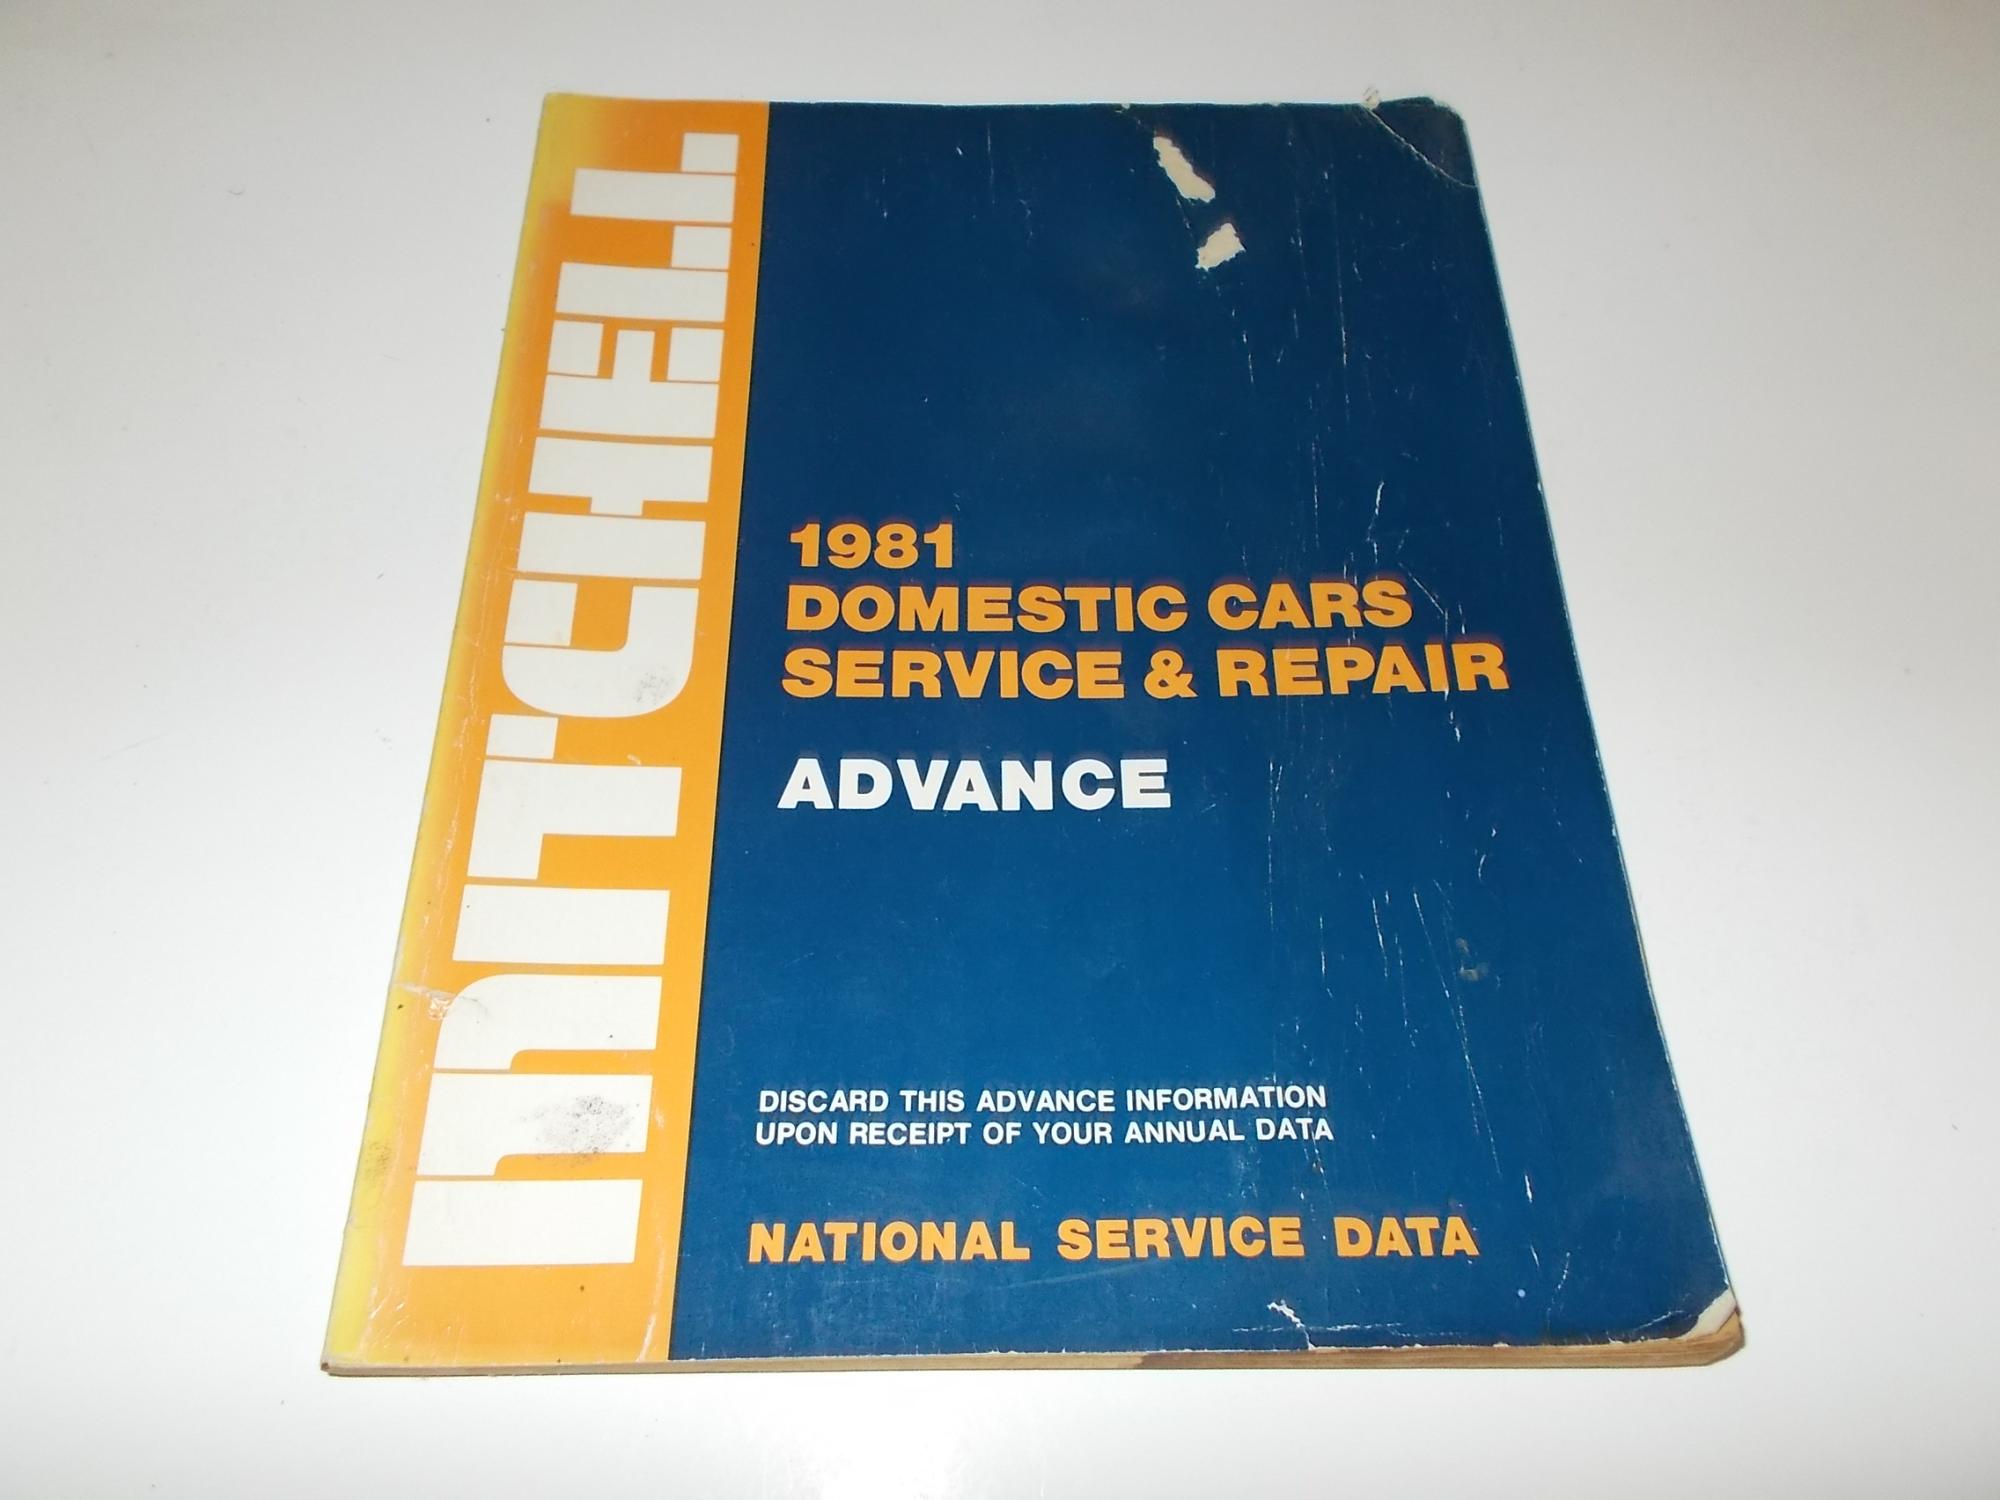 mITCHELL
1981
DOMESTIC CARS
SERVICE & REPAIR
ADVANCE
DISCARD THIS ADVANCE INFORMATION
UPON RECEIPT OF YOUR ANNUAL DATA
NATIONAL SERVICE DATA